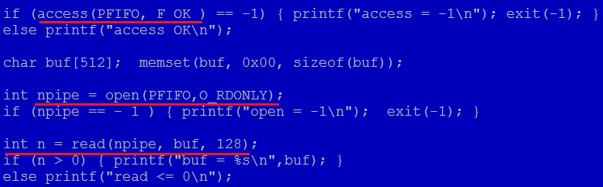 if (access(PFIFO, F_OK ) == -1) { printf("access = -1\n"); exit(-1); }
else printf("access OK\n");
char buf[512];  memset(buf, 0x00, sizeof(buf));
int npipe = open(PFIFO,O_RDONLY);
if (npipe == - 1 ) { printf("open = -1\n");  exit(-1); }
int n = read(npipe, buf, 128);
if (n > 0) { printf("buf = %s\n",buf); }
else printf("read <= 0\n");